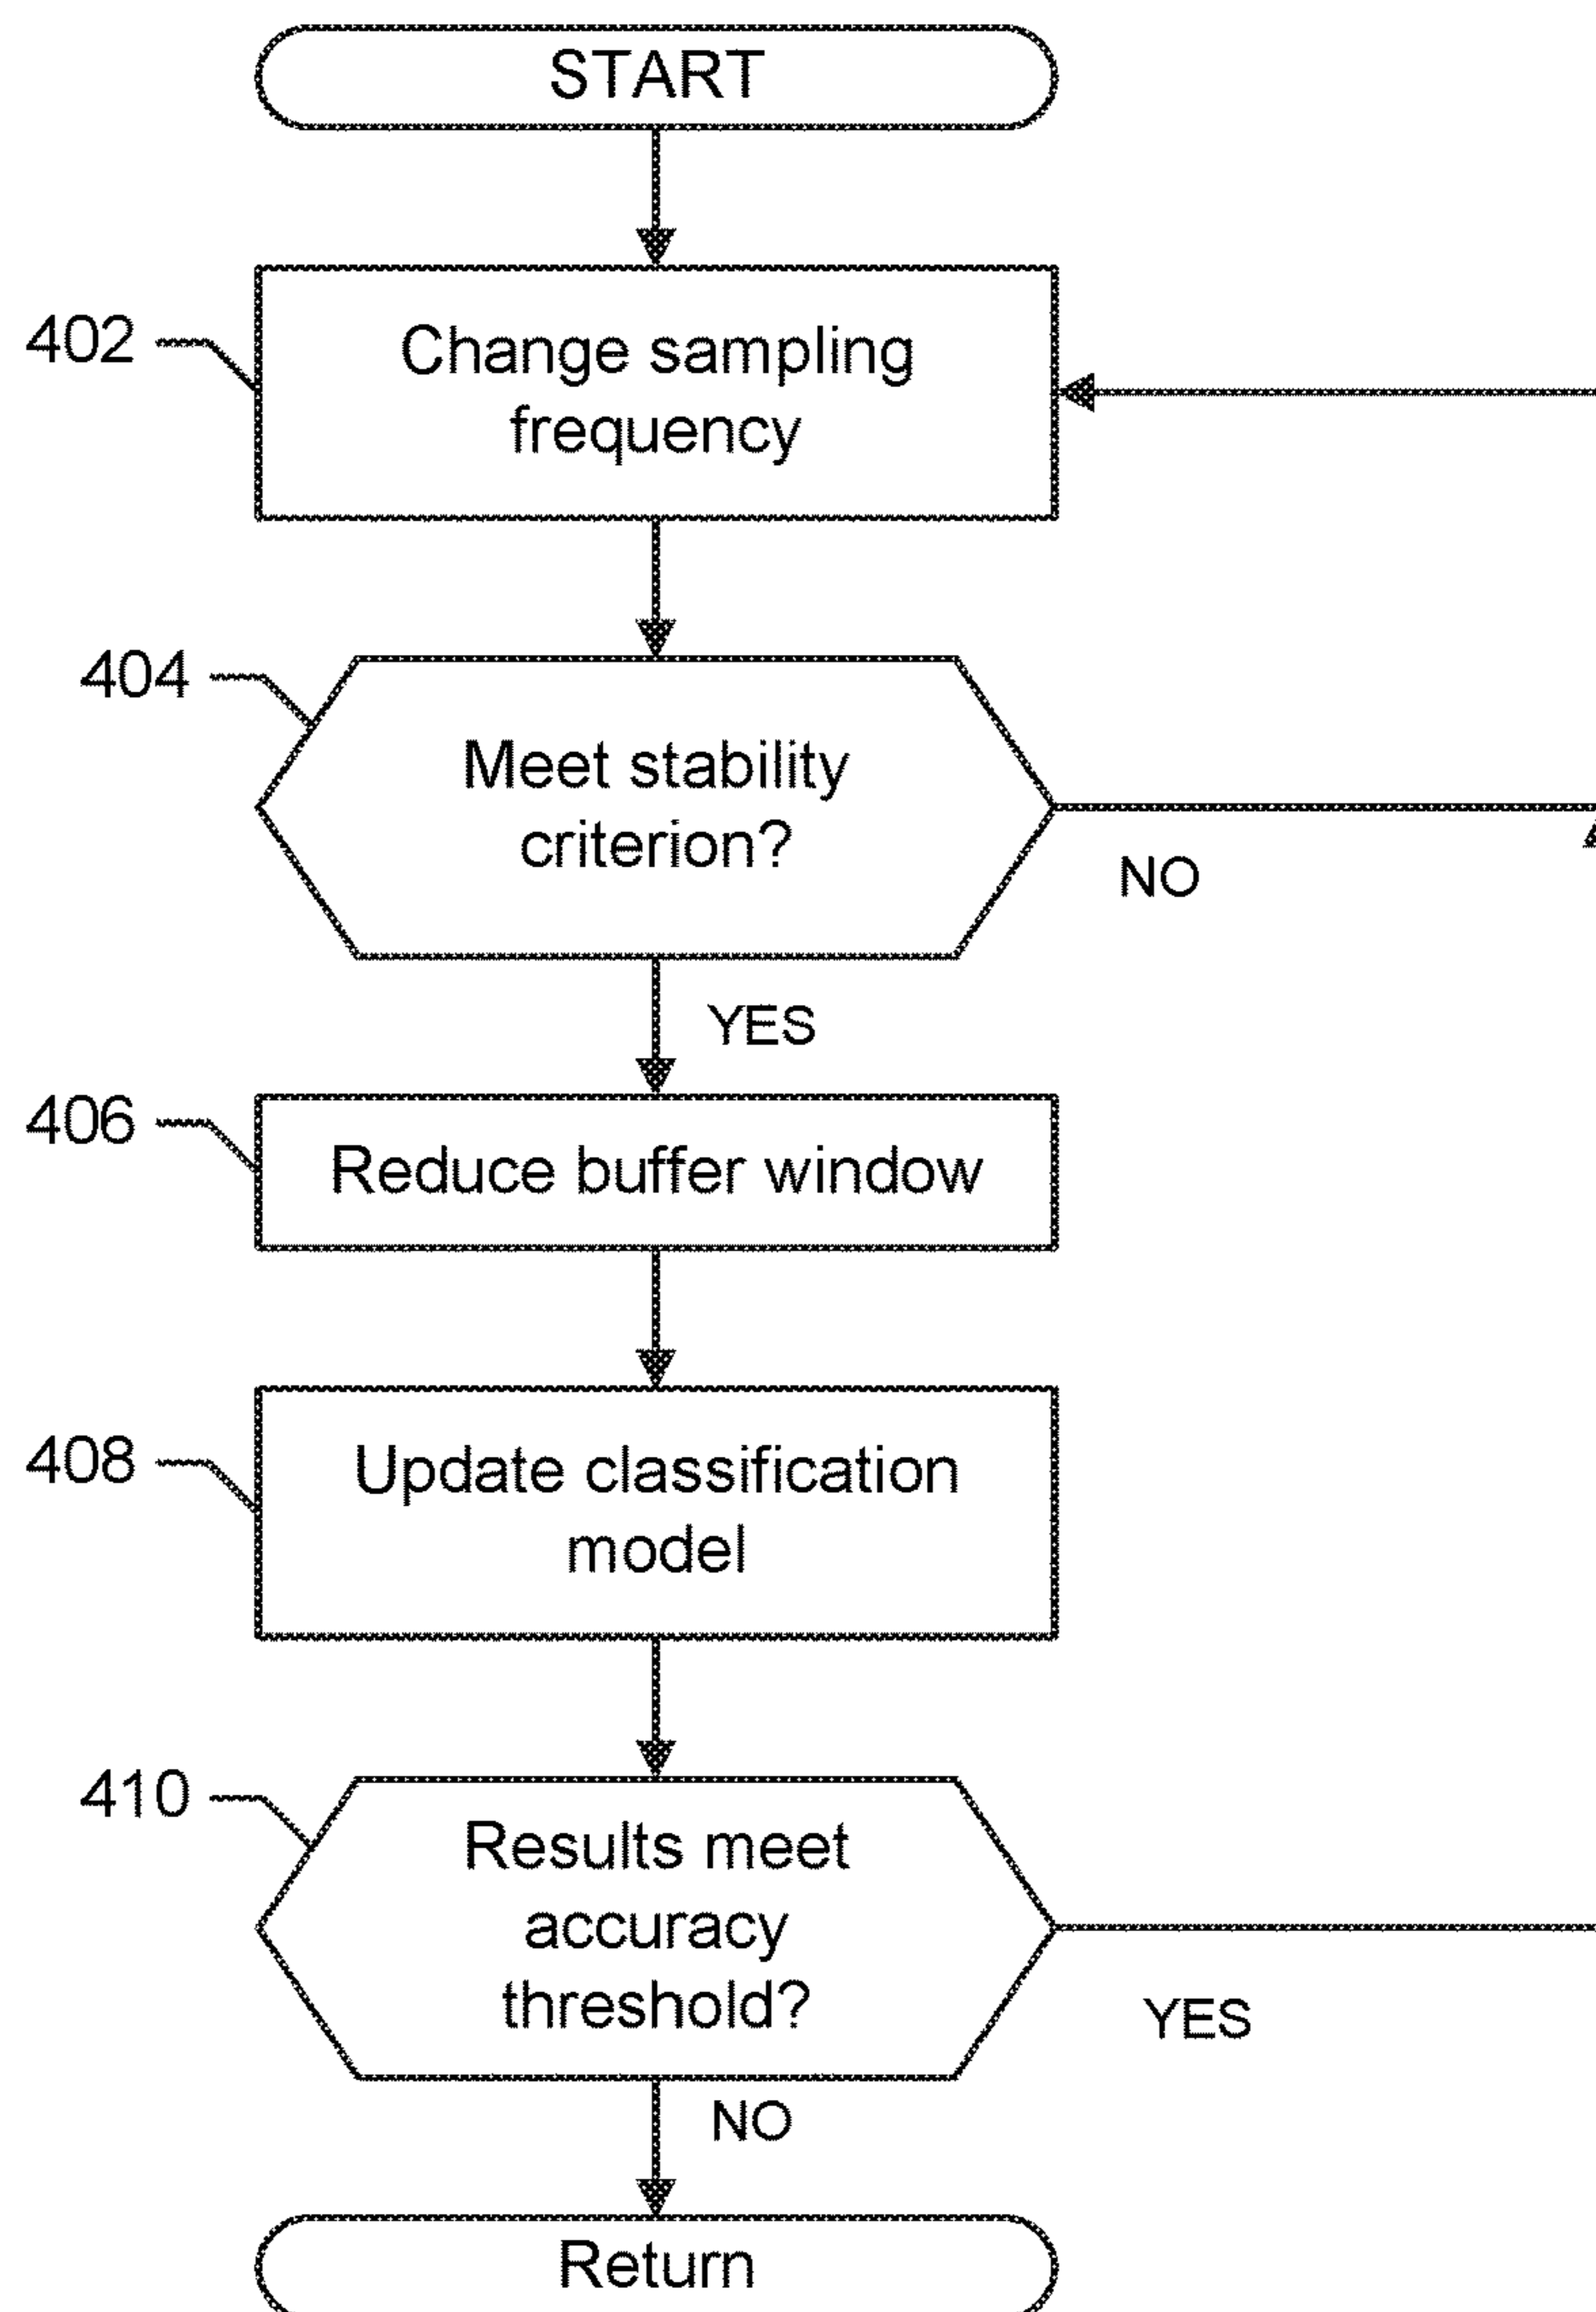 START
402
Change sampling
frequency
404
Meet stability
criterion?
NO
YES
406
Reduce buffer window
408
Update classification
model
410
Results meet
accuracy
threshold?
YES
NO
Return